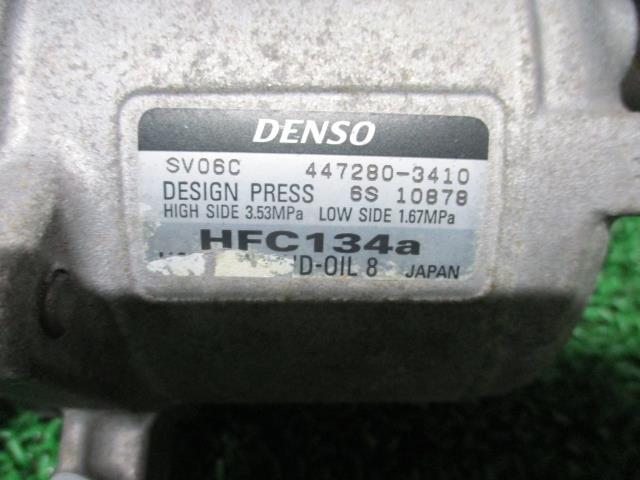 DENSO
SV06C 447280-3410
DESIGN PRESS 6S 10878
HIGH SIDE 3.53MPa LOW SIDE 1.67MPa
HFC134a
D-OIL 8 JAPAN